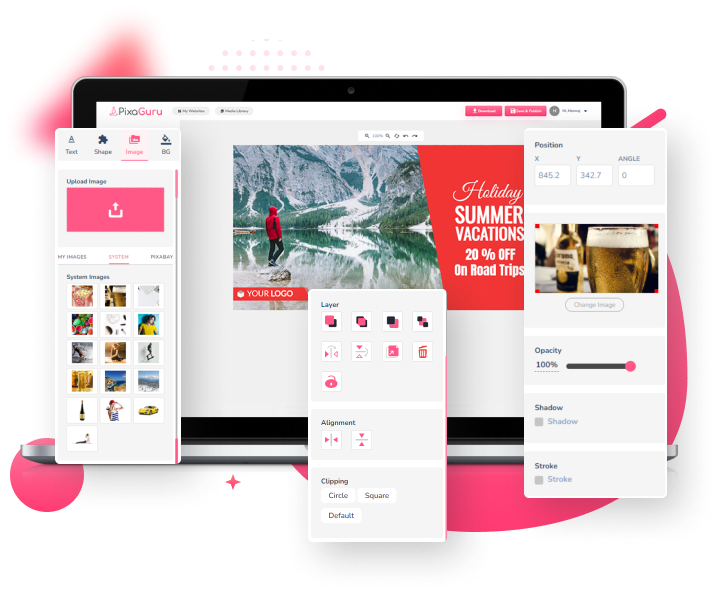 PixaGuru
My Websites
Media Library
Download
Save & Publish
H
Hi, Manoj
100%
Text
Shape
Image
BG
Upload Image
MY IMAGES
SYSTEM
PIXABAY
System Images
Holiday
SUMMER
VACATIONS
20 % OFF
On Road Trips
YOUR LOGO
Layer
Alignment
Clipping
Circle
Square
Default
Position
X
Y
ANGLE
845.2
342.7
0
Change Image
Opacity
100%
Shadow
Shadow
Stroke
Stroke